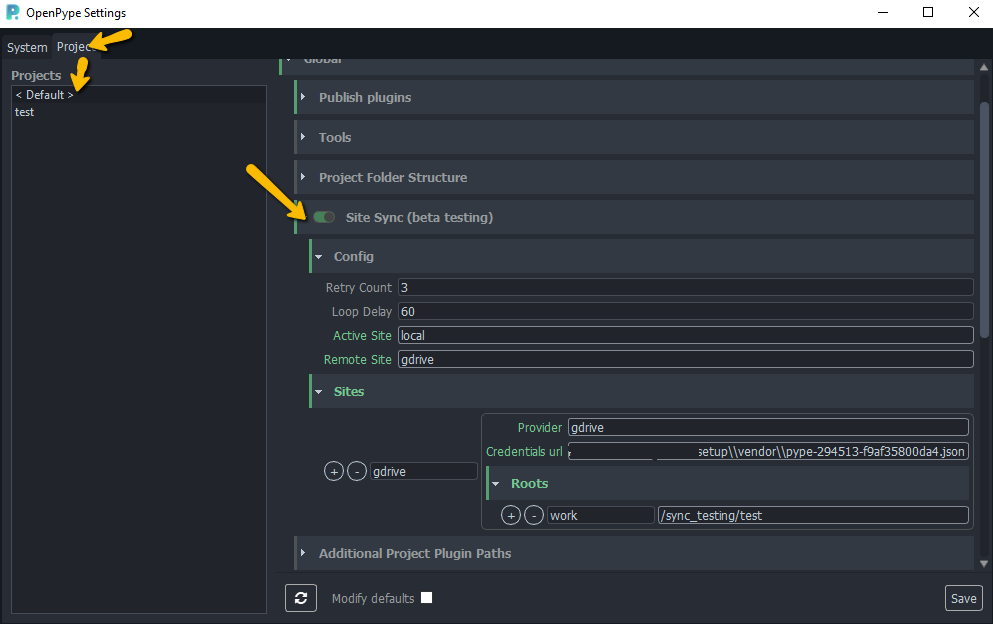 OpenPype Settings
System Project
Projects
< Default >
test
Global
Publish plugins
Tools
Project Folder Structure
Site Sync (beta testing)
Config
Retry Count 3
Loop Delay 60
Active Site local
Remote Site gdrive
Sites
Provider gdrive
Credentials url setup\\vendor\\pype-294513-f9af35800da4.json
+ - gdrive
Roots
+ - work /sync_testing/test
Additional Project Plugin Paths
Modify defaults
Save